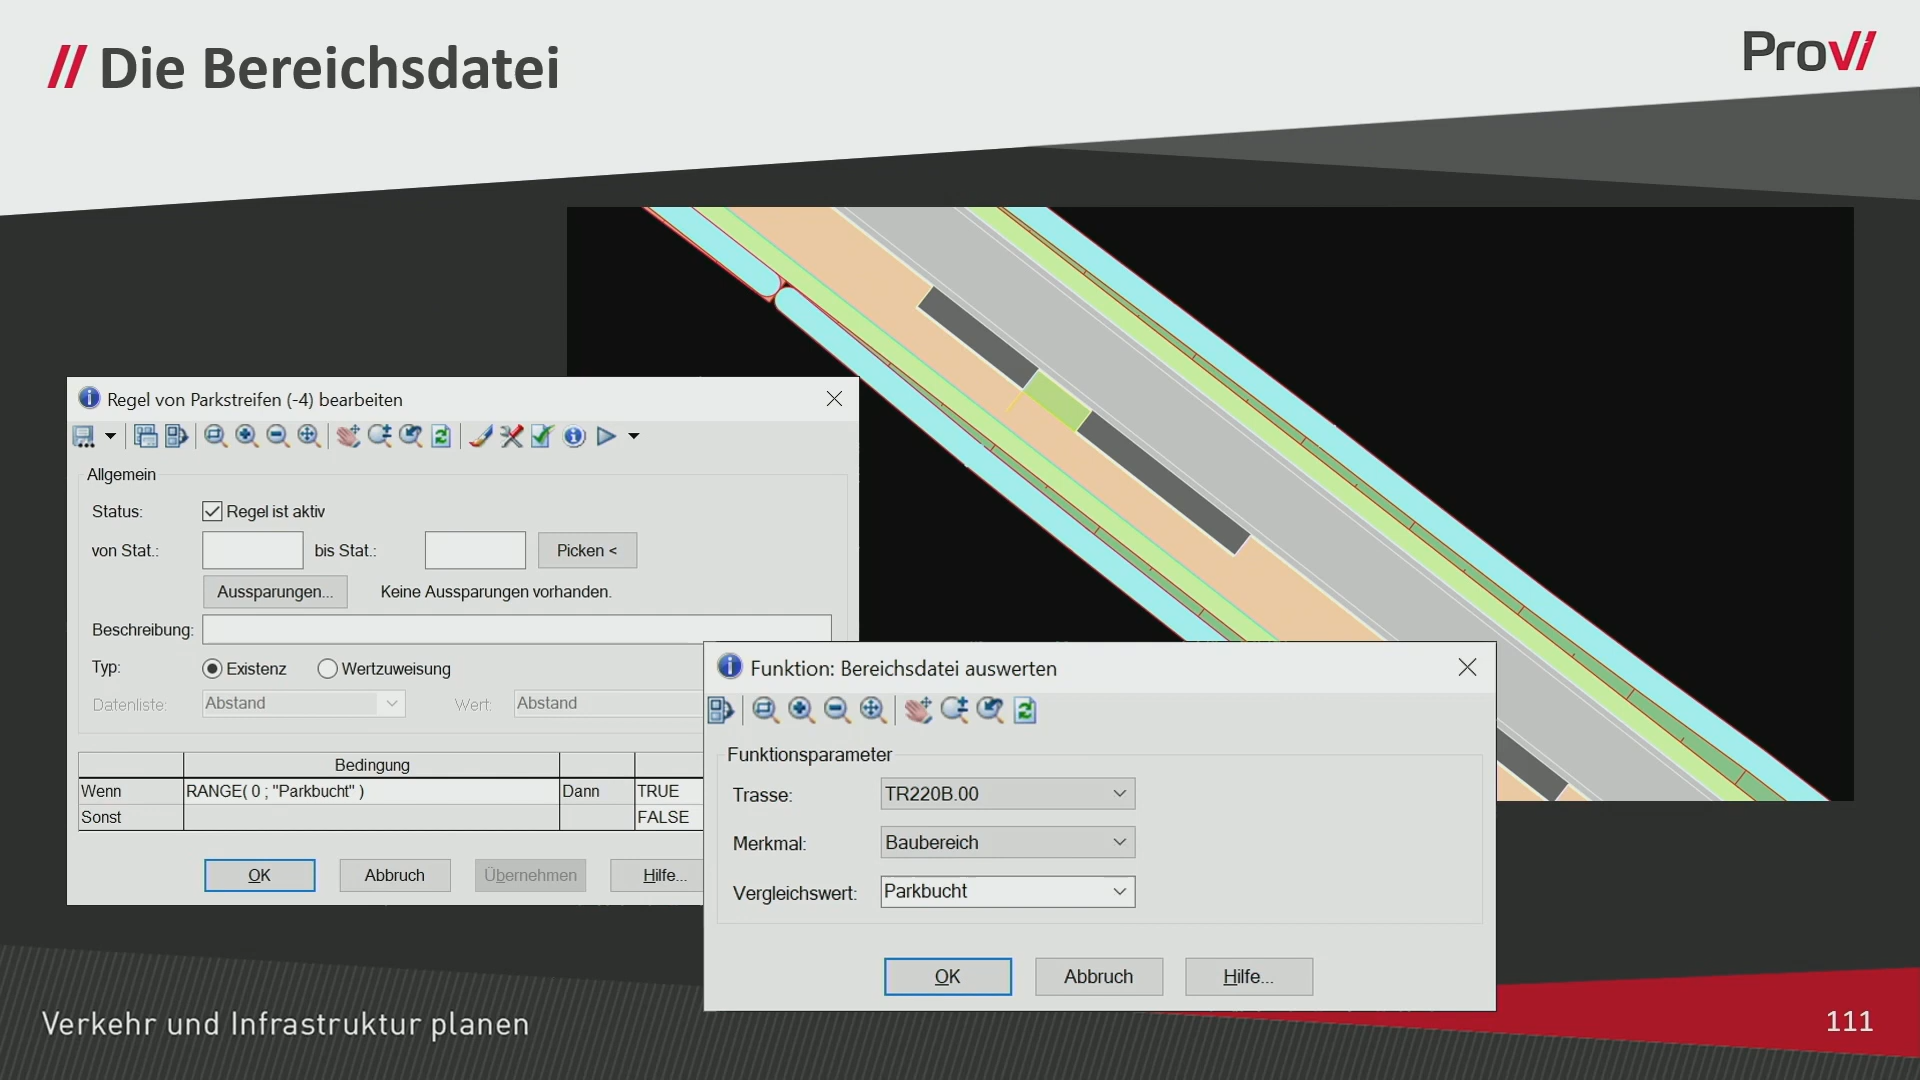 // Die Bereichsdatei
ProVI
Regel von Parkstreifen (-4) bearbeiten
Allgemein
Status: Regel ist aktiv
von Stat.: bis Stat.: Picken <
Aussparungen... Keine Aussparungen vorhanden.
Beschreibung:
Typ: Existenz Wertzuweisung
Datenliste: Abstand Wert: Abstand
Bedingung
Wenn RANGE( 0 ; "Parkbucht" ) Dann TRUE
Sonst FALSE
OK Abbruch Übernehmen Hilfe...
Funktion: Bereichsdatei auswerten
Funktionsparameter
Trasse: TR220B.00
Merkmal: Baubereich
Vergleichswert: Parkbucht
OK Abbruch Hilfe...
Verkehr und Infrastruktur planen
111